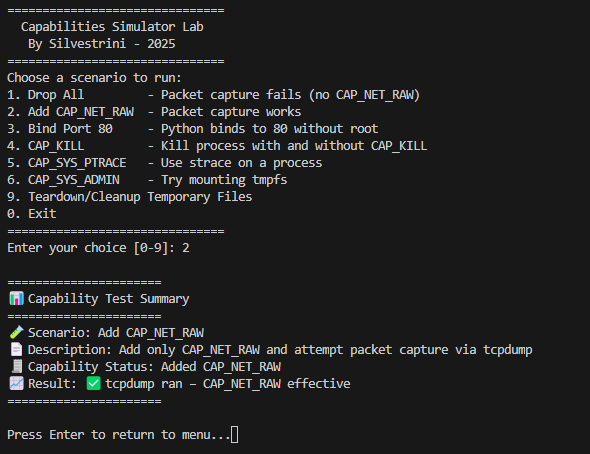 ===============================
  Capabilities Simulator Lab
   By Silvestrini - 2025
===============================
Choose a scenario to run:
1. Drop All         - Packet capture fails (no CAP_NET_RAW)
2. Add CAP_NET_RAW  - Packet capture works
3. Bind Port 80     - Python binds to 80 without root
4. CAP_KILL         - Kill process with and without CAP_KILL
5. CAP_SYS_PTRACE   - Use strace on a process
6. CAP_SYS_ADMIN    - Try mounting tmpfs
9. Teardown/Cleanup Temporary Files
0. Exit
===============================
Enter your choice [0-9]: 2

======================
📊 Capability Test Summary
======================
🧪 Scenario: Add CAP_NET_RAW
📄 Description: Add only CAP_NET_RAW and attempt packet capture via tcpdump
🧾 Capability Status: Added CAP_NET_RAW
📈 Result: ✅ tcpdump ran – CAP_NET_RAW effective
======================

Press Enter to return to menu...